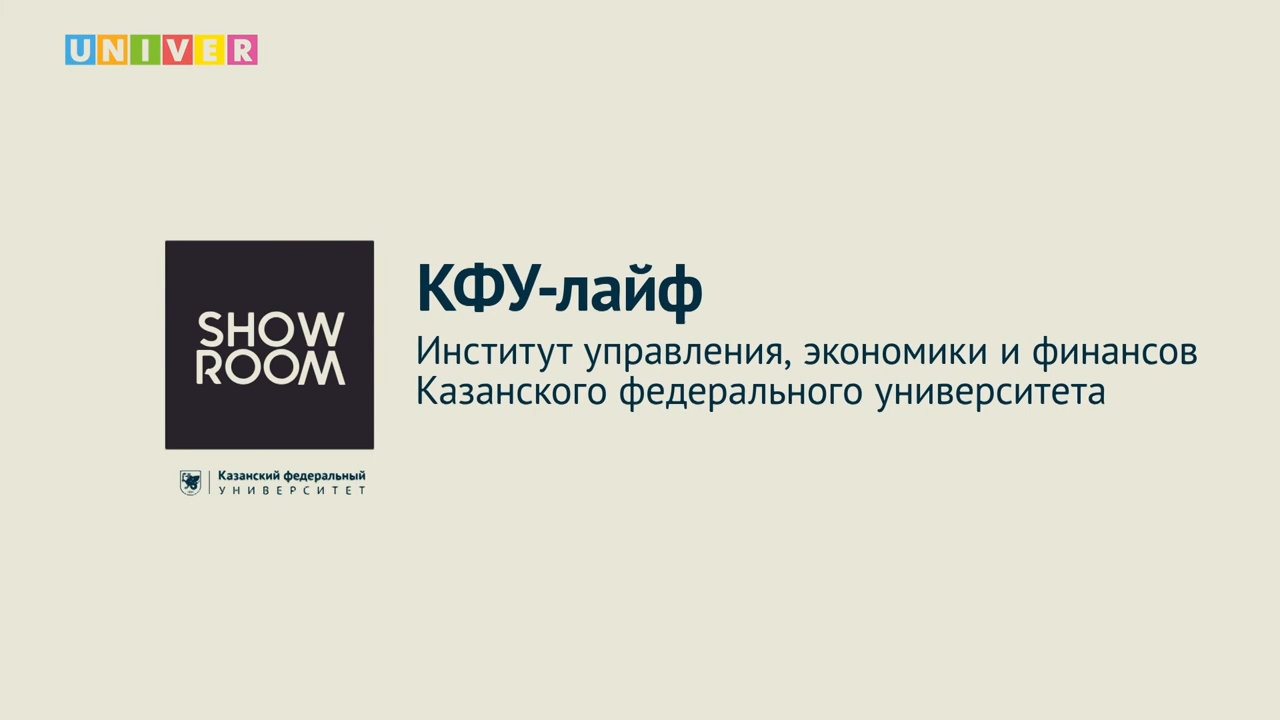 UNIVER
SHOW
ROOM
КФУ-лайф
Институт управления, экономики и финансов
Казанского федерального университета
Казанский федеральный
УНИВЕРСИТЕТ